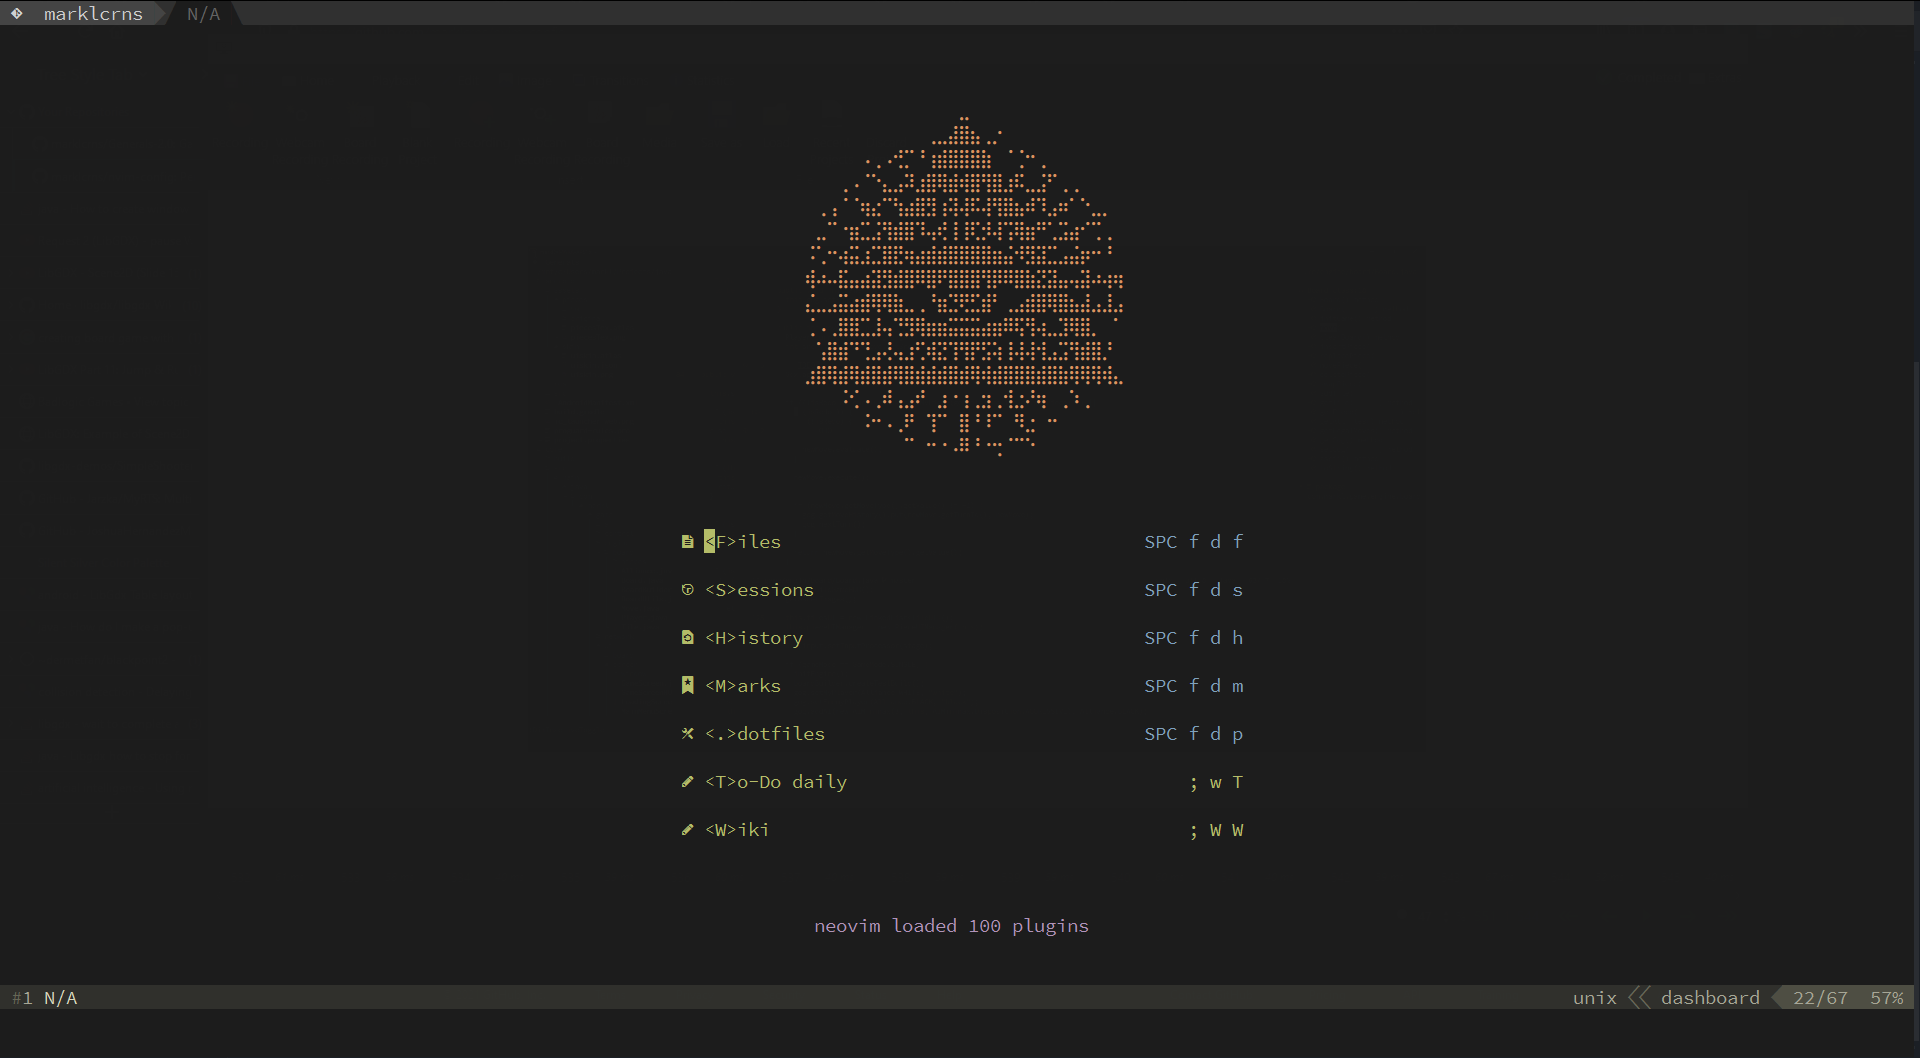 marklcrns N/A
<F>iles SPC f d f
<S>essions SPC f d s
<H>istory SPC f d h
<M>arks SPC f d m
<.>dotfiles SPC f d p
<T>o-Do daily ; w T
<W>iki ; W W
neovim loaded 100 plugins
#1 N/A unix dashboard 22/67 57%